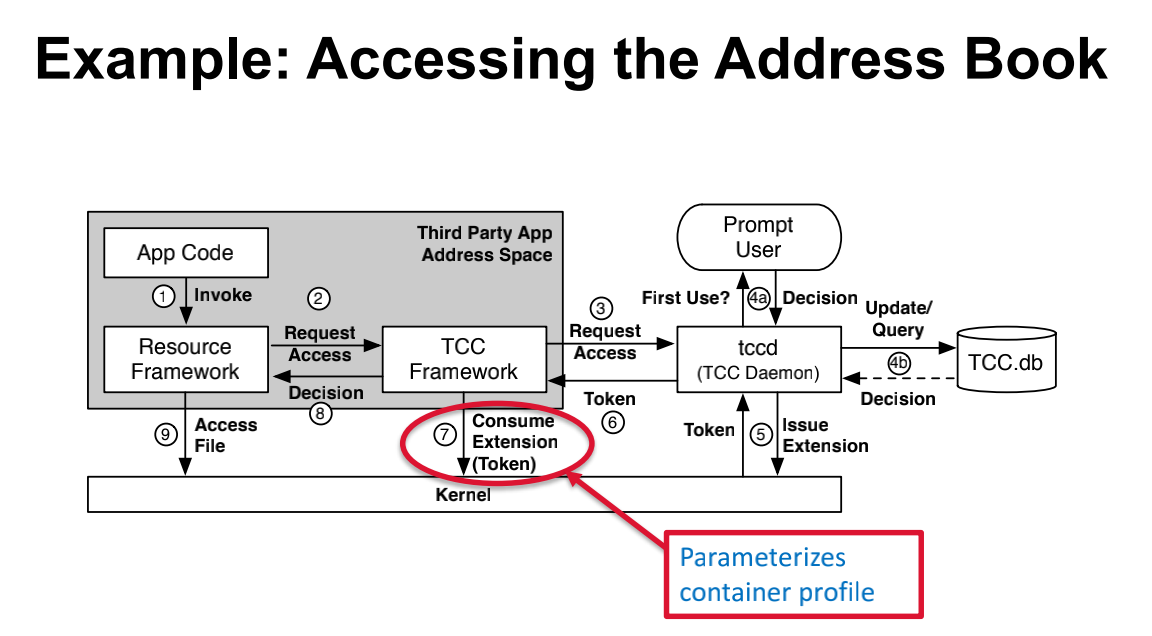 Example: Accessing the Address Book
Third Party App
Address Space
App Code
1
Invoke
2
Request
Access
Resource
Framework
TCC
Framework
Decision
8
3
Request
Access
Token
6
Prompt
User
First Use?
4a
Decision
tccd
(TCC Daemon)
Update/
Query
4b
Decision
TCC.db
9
Access
File
7
Consume
Extension
(Token)
Token
5
Issue
Extension
Kernel
Parameterizes
container profile